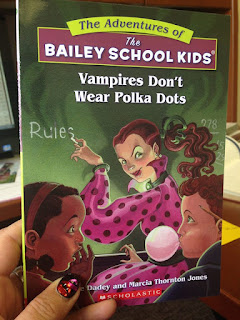 The Adventures of
The
BAILEY SCHOOL KIDS®
Vampires Don't
Wear Polka Dots
Rules
Dadey and Marcia Thornton Jones
SCHOLASTIC